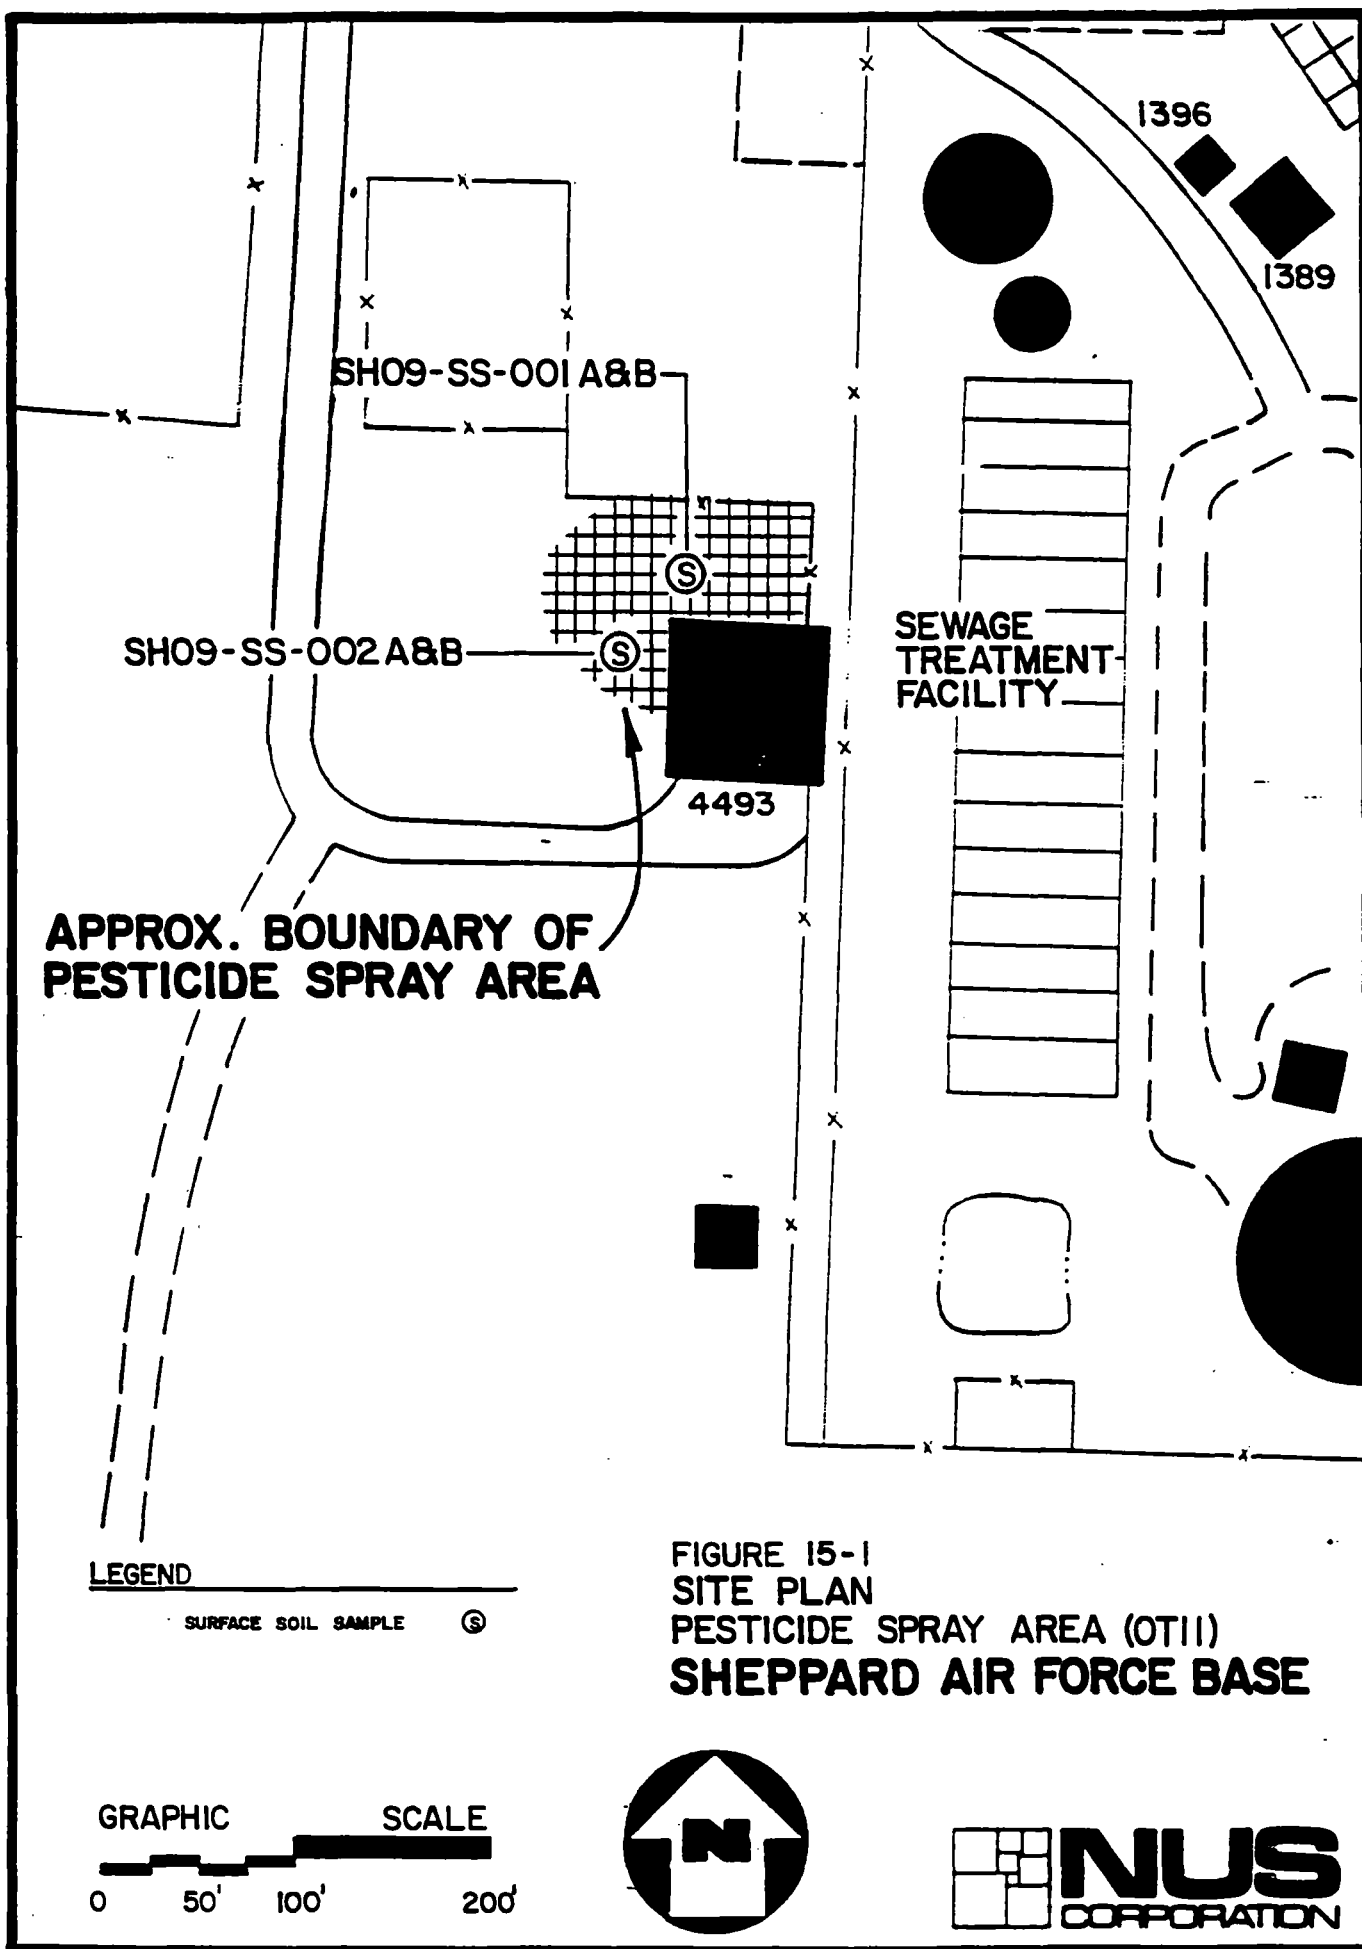 1396
1389
SH09-SS-001 A&B
S
SH09-SS-002 A&B
S
SEWAGE
TREATMENT
FACILITY
4493
APPROX. BOUNDARY OF
PESTICIDE SPRAY AREA
LEGEND
SURFACE SOIL SAMPLE S
FIGURE 15-1
SITE PLAN
PESTICIDE SPRAY AREA (OT11)
SHEPPARD AIR FORCE BASE
GRAPHIC SCALE
0 50' 100' 200'
N
NUS
CORPORATION